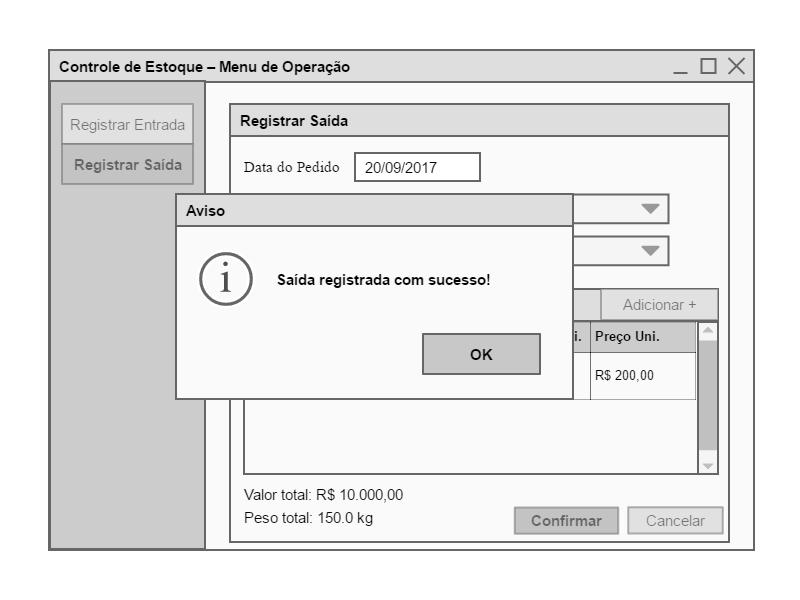 Controle de Estoque – Menu de Operação
Registrar Entrada
Registrar Saída
Registrar Saída
Data do Pedido 20/09/2017
Aviso
i
Saída registrada com sucesso!
OK
Adicionar +
i. Preço Uni.
R$ 200,00
Valor total: R$ 10.000,00
Peso total: 150.0 kg
Confirmar Cancelar